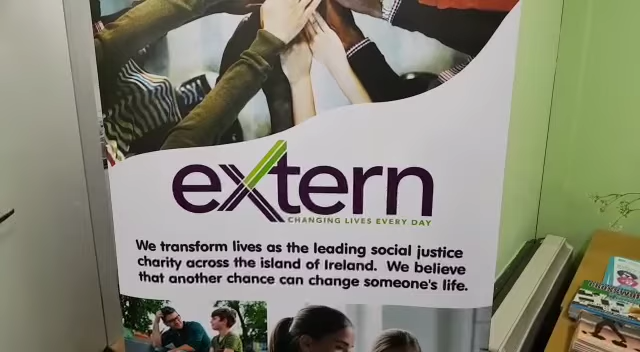 extern
CHANGING LIVES EVERY DAY
We transform lives as the leading social justice
charity across the island of Ireland. We believe
that another chance can change someone's life.